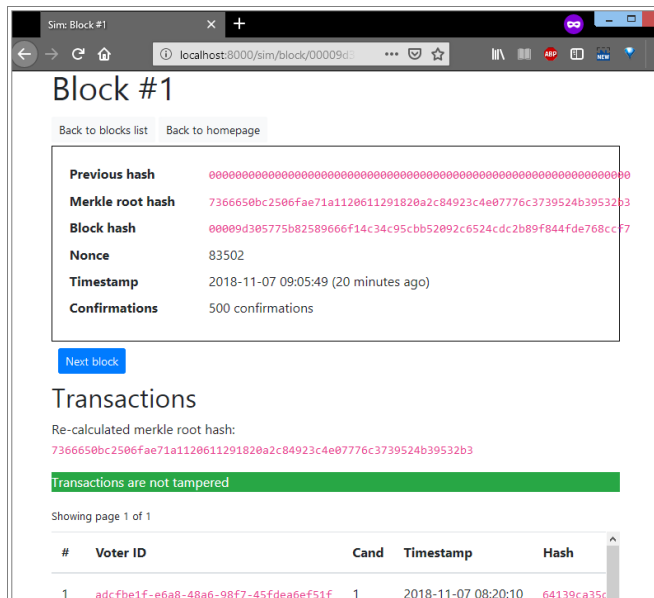 Sim: Block #1
localhost:8000/sim/block/00009d3
ABP
NEW
Block #1
Back to blocks list Back to homepage
Previous hash 0000000000000000000000000000000000000000000000000000000000000000
Merkle root hash 7366650bc2506fae71a1120611291820a2c84923c4e07776c3739524b39532b3
Block hash 00009d305775b82589666f14c34c95cbb52092c6524cdc2b89f844fde768ccf7
Nonce 83502
Timestamp 2018-11-07 09:05:49 (20 minutes ago)
Confirmations 500 confirmations
Next block
Transactions
Re-calculated merkle root hash:
7366650bc2506fae71a1120611291820a2c84923c4e07776c3739524b39532b3
Transactions are not tampered
Showing page 1 of 1
# Voter ID Cand Timestamp Hash
1 adcfbe1f-e6a8-48a6-98f7-45fdea6ef51f 1 2018-11-07 08:20:10 64139ca35c